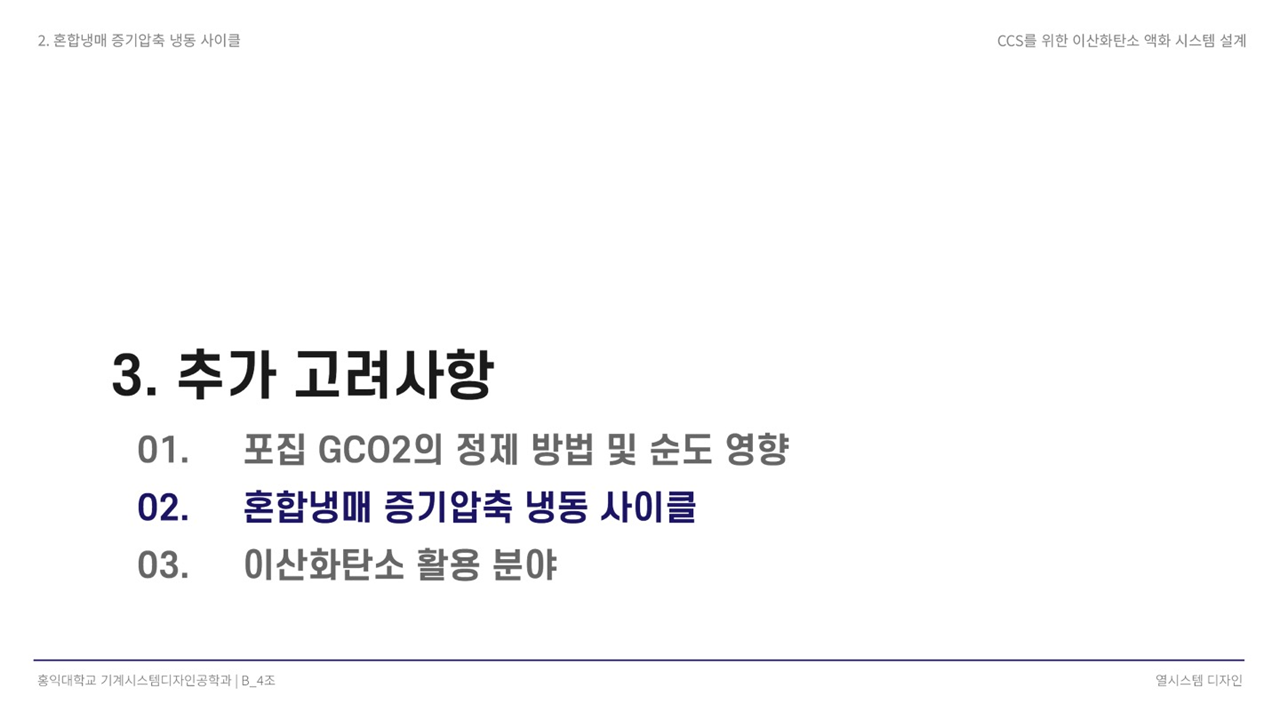 2. 혼합냉매 증기압축 냉동 사이클
CCS를 위한 이산화탄소 액화 시스템 설계
3. 추가 고려사항
01. 포집 GCO2의 정제 방법 및 순도 영향
02. 혼합냉매 증기압축 냉동 사이클
03. 이산화탄소 활용 분야
홍익대학교 기계시스템디자인공학과 | B_4조
열시스템 디자인